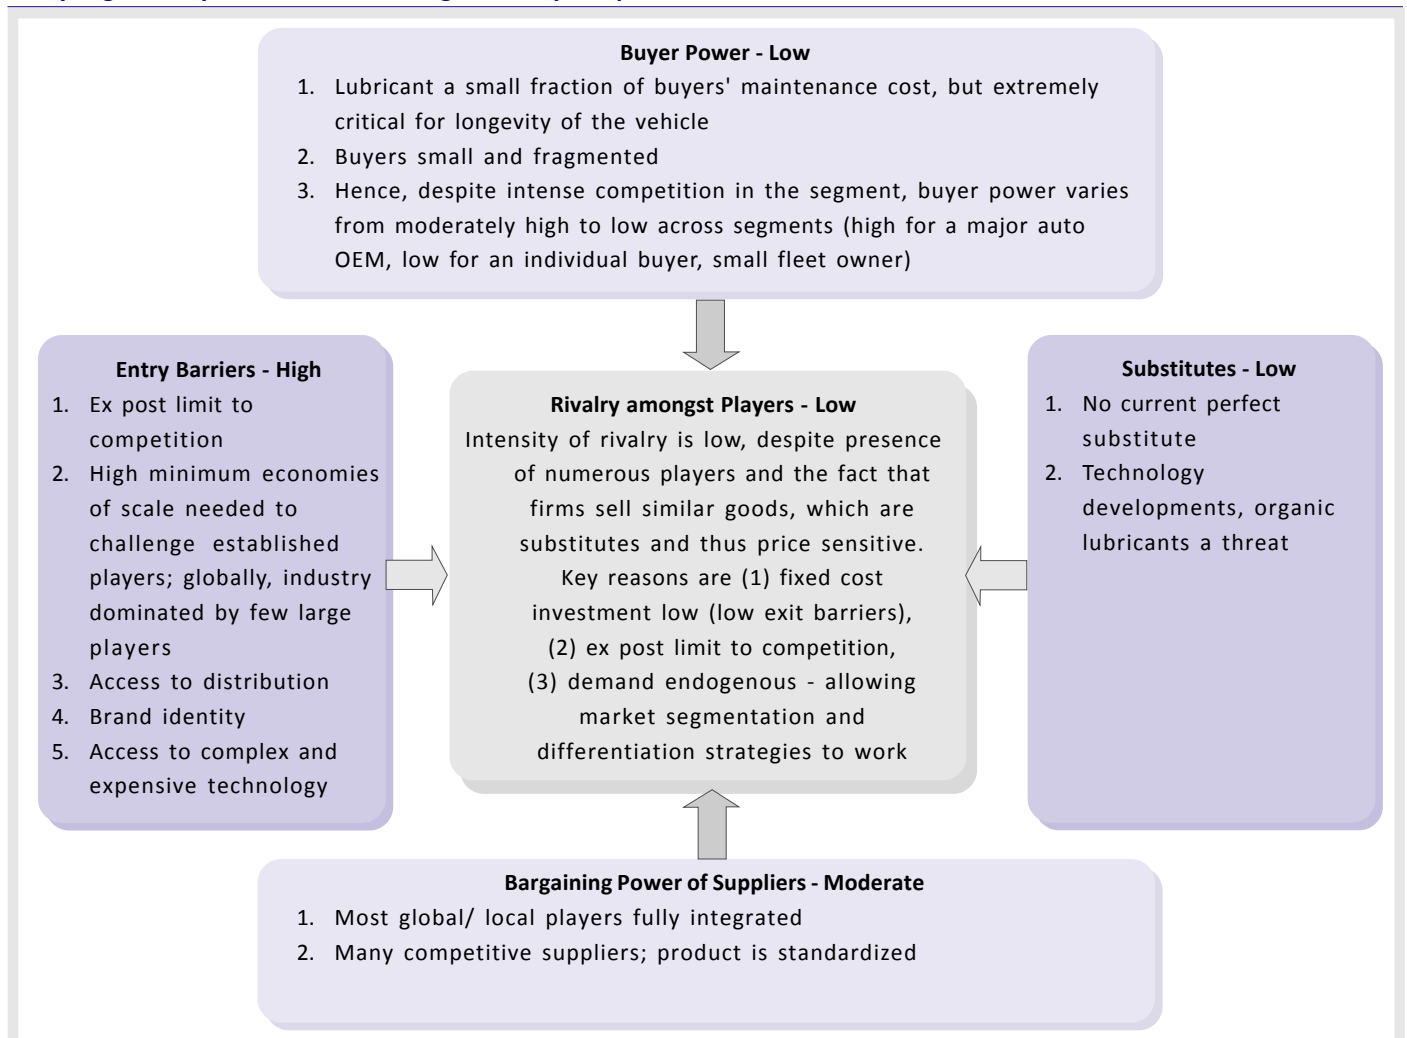 Buyer Power - Low
1. Lubricant a small fraction of buyers' maintenance cost, but extremely
critical for longevity of the vehicle
2. Buyers small and fragmented
3. Hence, despite intense competition in the segment, buyer power varies
from moderately high to low across segments (high for a major auto
OEM, low for an individual buyer, small fleet owner)
Entry Barriers - High
1. Ex post limit to
competition
2. High minimum economies
of scale needed to
challenge established
players; globally, industry
dominated by few large
players
3. Access to distribution
4. Brand identity
5. Access to complex and
expensive technology
Rivalry amongst Players - Low
Intensity of rivalry is low, despite presence
of numerous players and the fact that
firms sell similar goods, which are
substitutes and thus price sensitive.
Key reasons are (1) fixed cost
investment low (low exit barriers),
(2) ex post limit to competition,
(3) demand endogenous - allowing
market segmentation and
differentiation strategies to work
Substitutes - Low
1. No current perfect
substitute
2. Technology
developments, organic
lubricants a threat
Bargaining Power of Suppliers - Moderate
1. Most global/ local players fully integrated
2. Many competitive suppliers; product is standardized